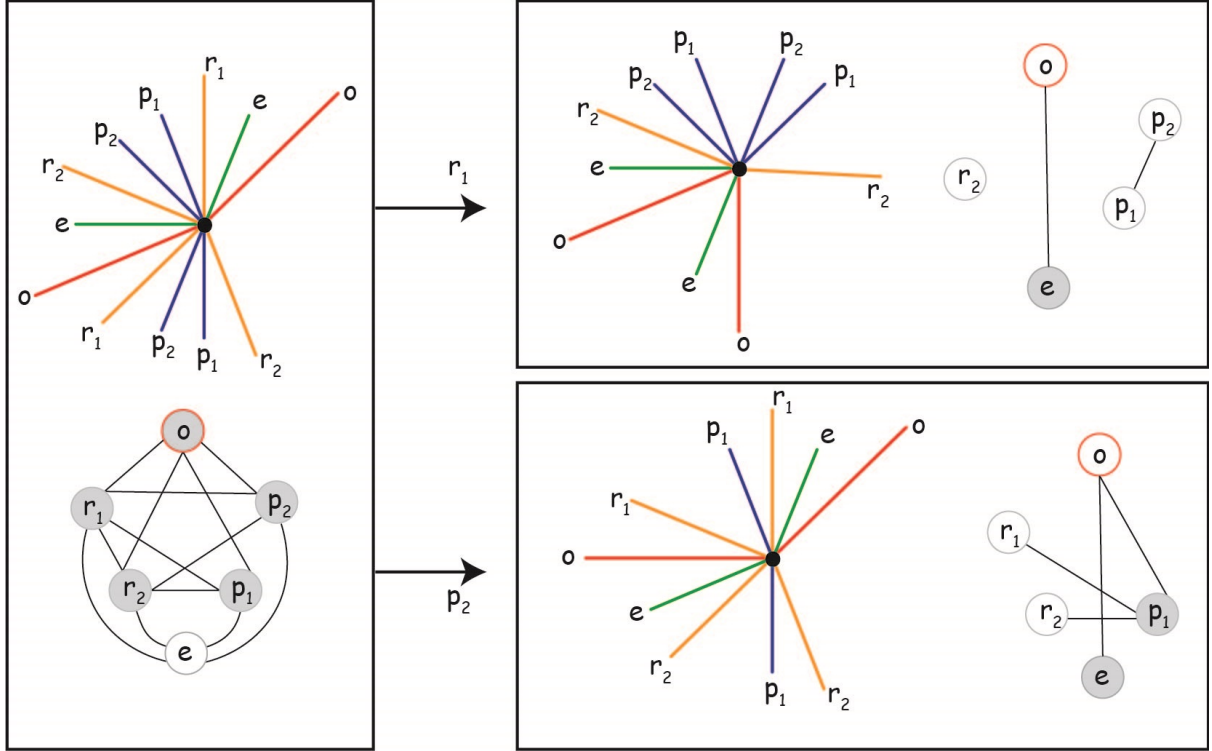 r₁
o
e
p₁
p₂
r₂
e
o
r₁
p₂
p₁
r₂
o
r₁
p₂
r₂
p₁
e
r₁
p₂
p₁
p₂
p₂
p₁
r₂
e
r₂
o
e
o
o
p₂
r₂
p₁
e
r₁
p₁
e
o
r₁
o
e
r₂
p₁
r₂
o
r₁
r₂
p₁
e